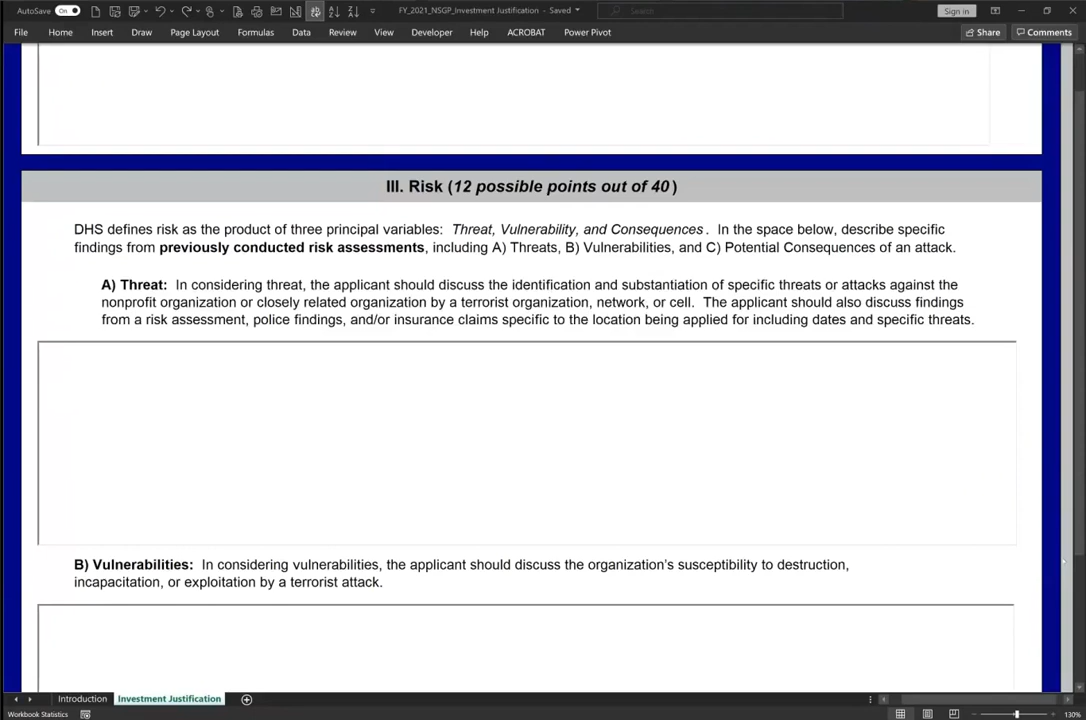 AutoSave On FY_2021_NSGP_Investment Justification - Saved Search Sign in
File Home Insert Draw Page Layout Formulas Data Review View Developer Help ACROBAT Power Pivot Share Comments
III. Risk (12 possible points out of 40)
DHS defines risk as the product of three principal variables: Threat, Vulnerability, and Consequences. In the space below, describe specific
findings from previously conducted risk assessments, including A) Threats, B) Vulnerabilities, and C) Potential Consequences of an attack.
A) Threat: In considering threat, the applicant should discuss the identification and substantiation of specific threats or attacks against the
nonprofit organization or closely related organization by a terrorist organization, network, or cell. The applicant should also discuss findings
from a risk assessment, police findings, and/or insurance claims specific to the location being applied for including dates and specific threats.
B) Vulnerabilities: In considering vulnerabilities, the applicant should discuss the organization's susceptibility to destruction,
incapacitation, or exploitation by a terrorist attack.
Introduction Investment Justification
Workbook Statistics 130%